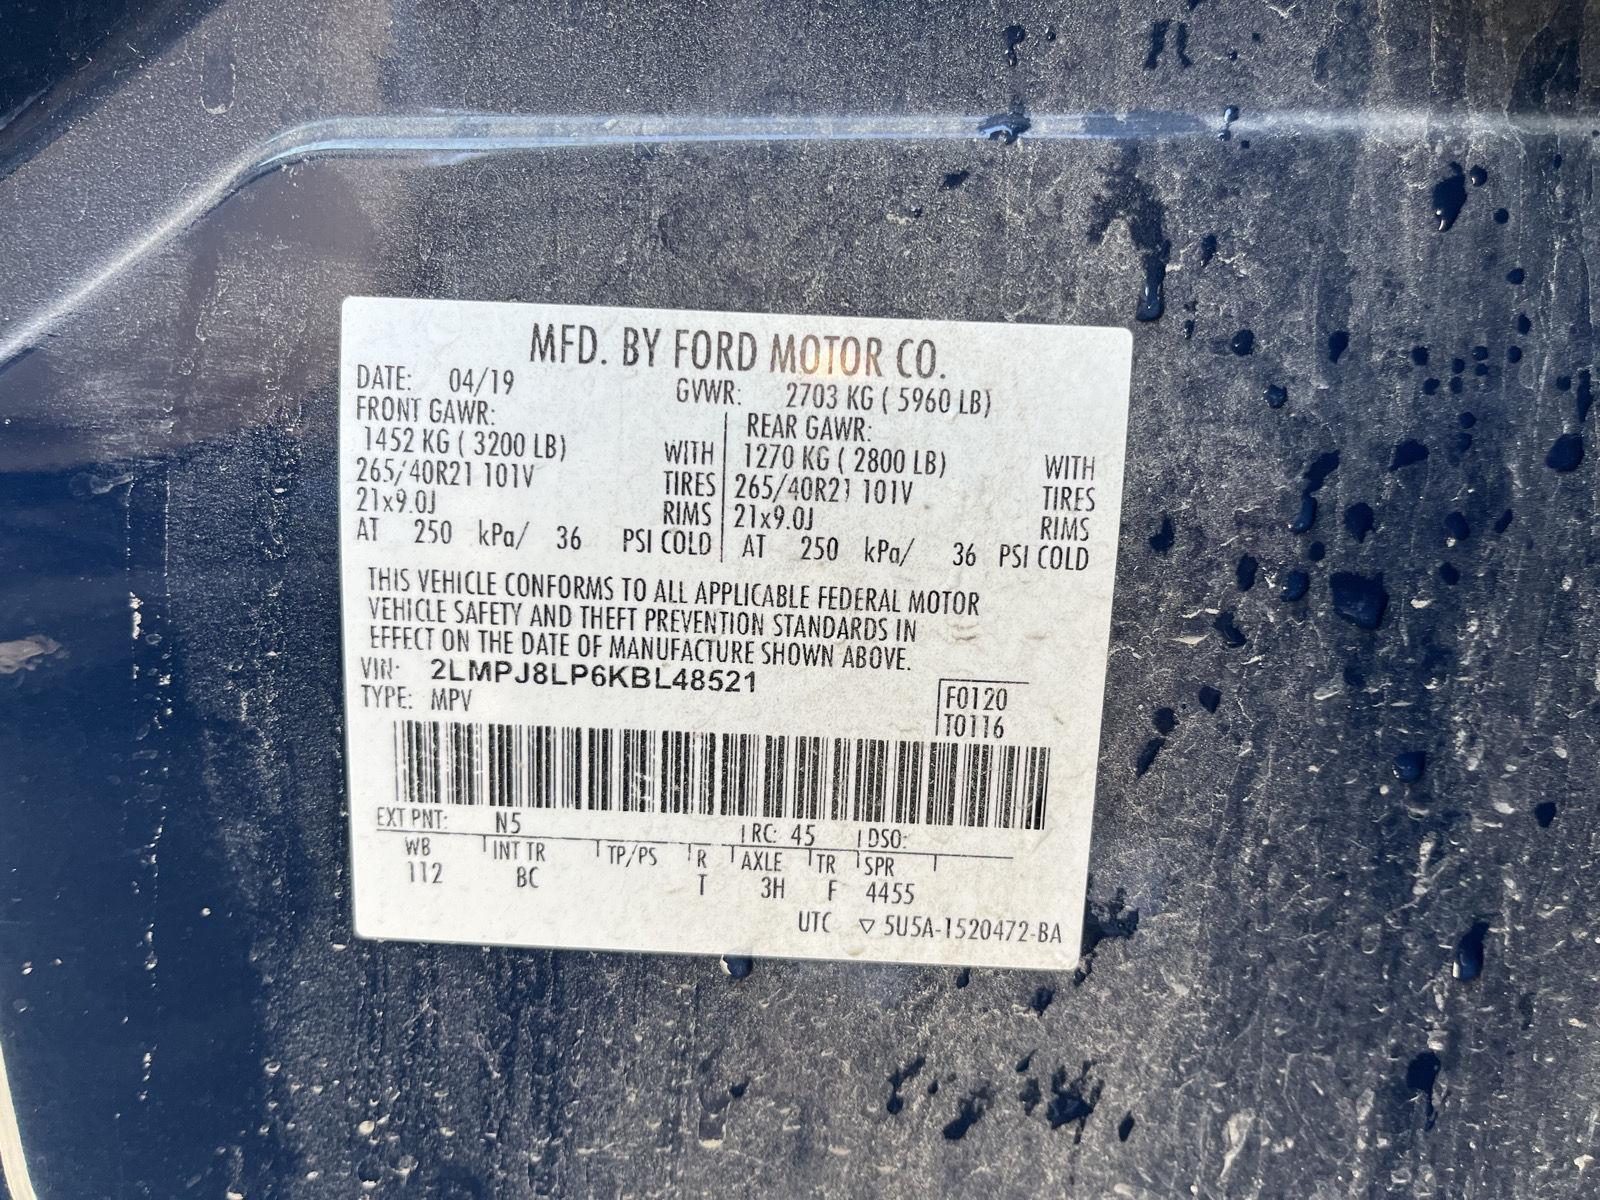 MFD. BY FORD MOTOR CO.
DATE: 04/19 GVWR: 2703 KG ( 5960 LB)
FRONT GAWR: REAR GAWR:
1452 KG ( 3200 LB) WITH 1270 KG ( 2800 LB) WITH
265/40R21 101V TIRES 265/40R21 101V TIRES
21x9.0J RIMS 21x9.0J RIMS
AT 250 kPa/ 36 PSI COLD AT 250 kPa/ 36 PSI COLD
THIS VEHICLE CONFORMS TO ALL APPLICABLE FEDERAL MOTOR
VEHICLE SAFETY AND THEFT PREVENTION STANDARDS IN
EFFECT ON THE DATE OF MANUFACTURE SHOWN ABOVE.
VIN: 2LMPJ8LP6KBL48521
TYPE: MPV F0120
T0116
EXT PNT: N5 RC: 45 DSO:
WB INT TR TP/PS R AXLE TR SPR
112 BC T 3H F 4455
UTC ▽ 5U5A-1520472-BA